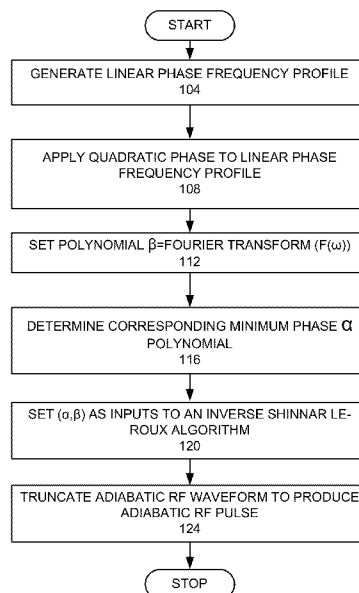 START
GENERATE LINEAR PHASE FREQUENCY PROFILE
104
APPLY QUADRATIC PHASE TO LINEAR PHASE
FREQUENCY PROFILE
108
SET POLYNOMIAL β=FOURIER TRANSFORM (F(ω))
112
DETERMINE CORRESPONDING MINIMUM PHASE α
POLYNOMIAL
116
SET (α,β) AS INPUTS TO AN INVERSE SHINNAR LE-
ROUX ALGORITHM
120
TRUNCATE ADIABATIC RF WAVEFORM TO PRODUCE
ADIABATIC RF PULSE
124
STOP